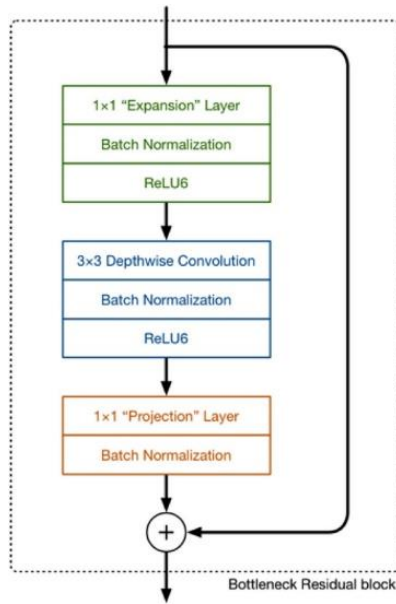 1×1 “Expansion” Layer
Batch Normalization
ReLU6
3×3 Depthwise Convolution
Batch Normalization
ReLU6
1×1 “Projection” Layer
Batch Normalization
+
Bottleneck Residual block